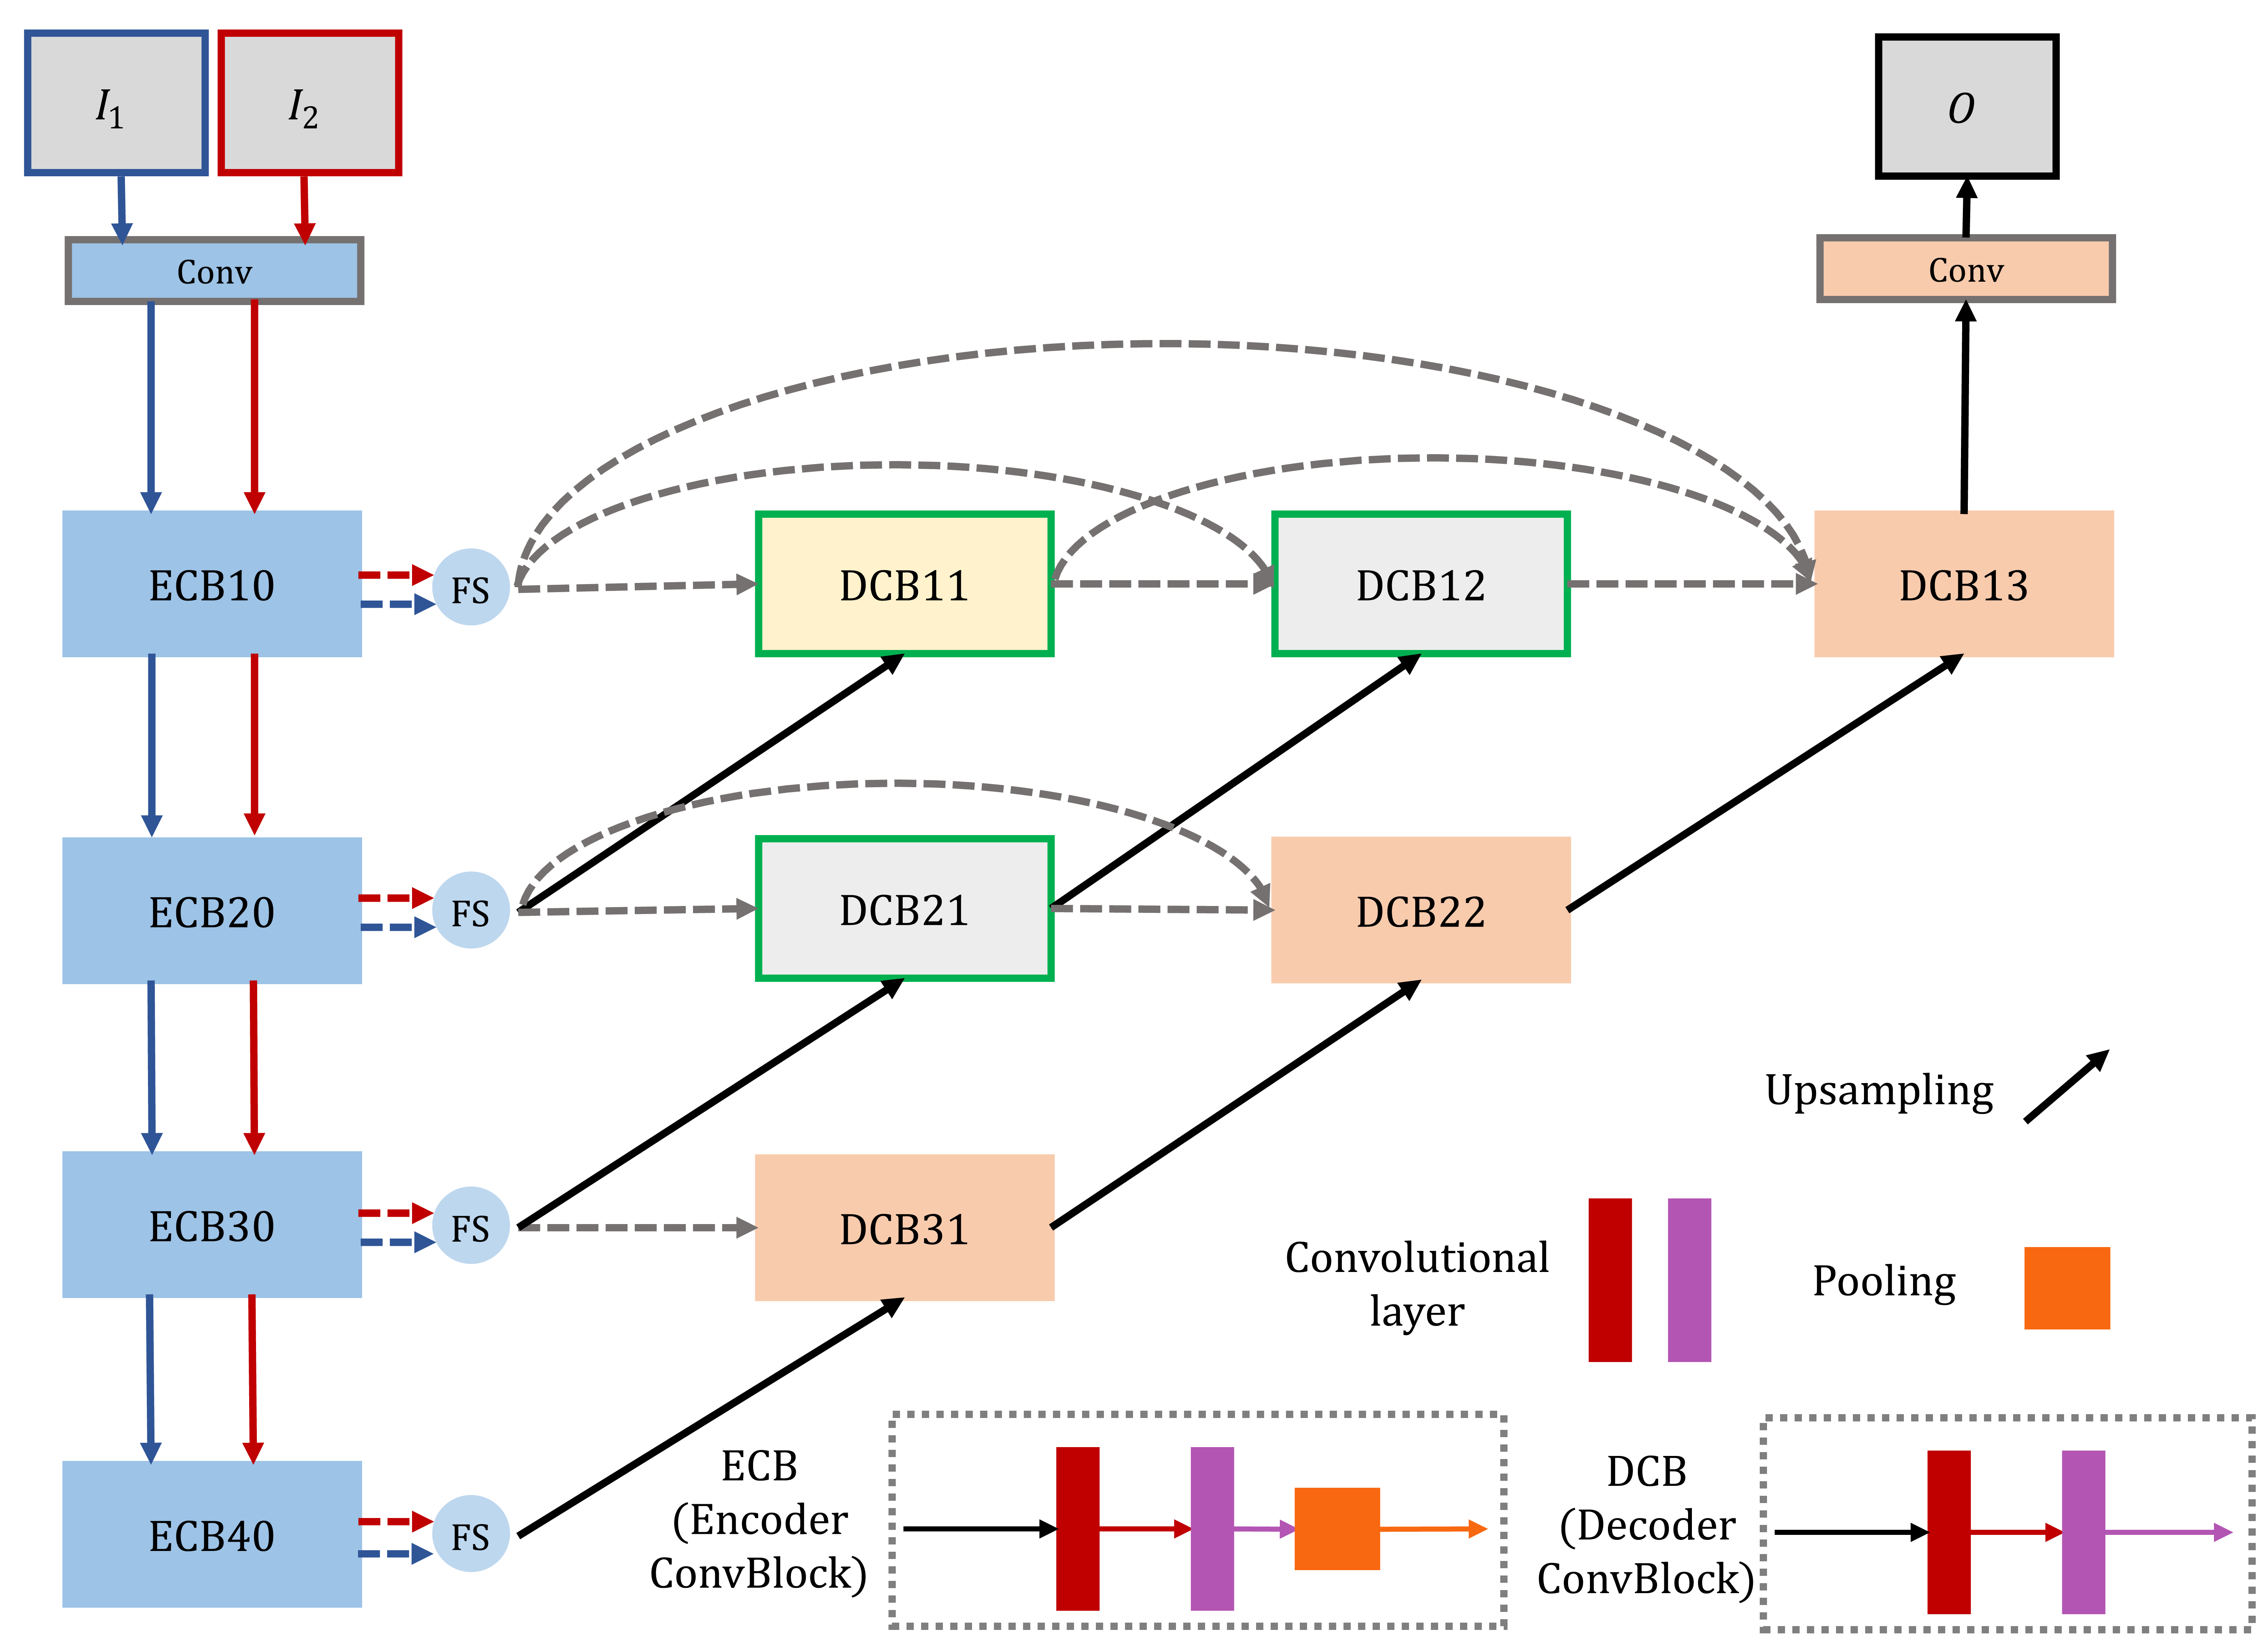 I₁
I₂
O
Conv
Conv
ECB10
FS
DCB11
DCB12
DCB13
ECB20
FS
DCB21
DCB22
Upsampling
ECB30
FS
DCB31
Convolutional
layer
Pooling
ECB40
FS
ECB
(Encoder
ConvBlock)
DCB
(Decoder
ConvBlock)